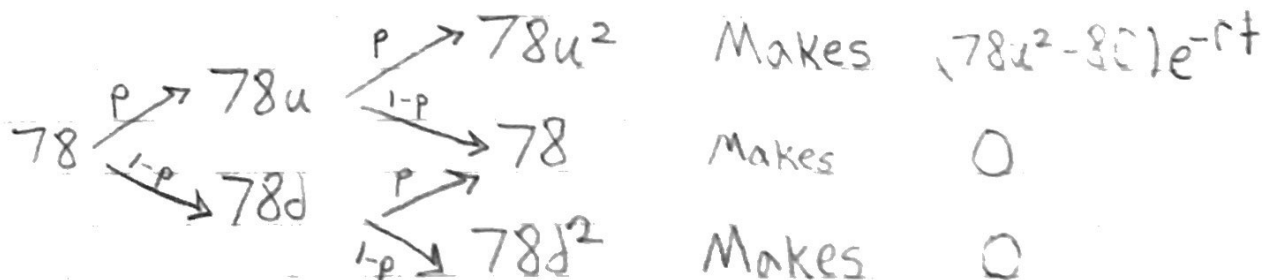 p 78u² Makes (78u²-80)e^-rt
p 78u 1-p
78 78 Makes 0
1-p 78d p
1-p 78d² Makes 0